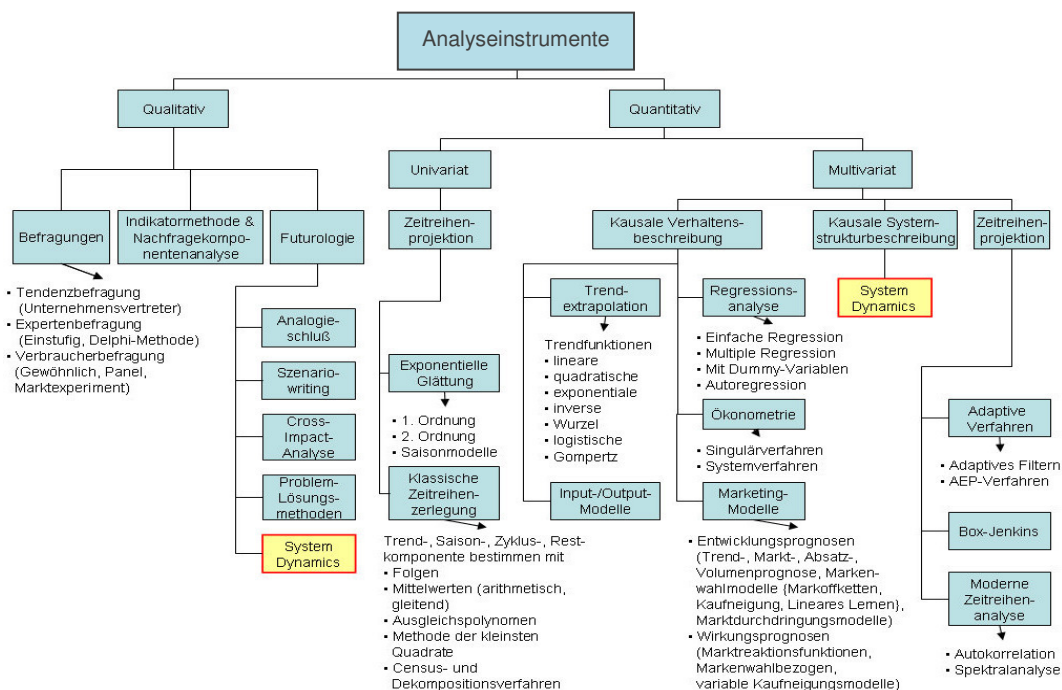 Analyseinstrumente
Qualitativ
Quantitativ
Univariat
Multivariat
Befragungen
Indikatormethode &
Nachfragekompo-
nentenanalyse
Futurologie
Zeitreihen-
projektion
Kausale Verhaltens-
beschreibung
Kausale System-
strukturbeschreibung
Zeitreihen-
projektion
▪ Tendenzbefragung
(Unternehmensvertreter)
▪ Expertenbefragung
(Einstufig, Delphi-Methode)
▪ Verbraucherbefragung
(Gewöhnlich, Panel,
Marktexperiment)
Analogie-
schluß
Szenario-
writing
Cross-
Impact-
Analyse
Problem-
Lösungs-
methoden
System
Dynamics
Exponentielle
Glättung
▪ 1. Ordnung
▪ 2. Ordnung
▪ Saisonmodelle
Klassische
Zeitreihen-
zerlegung
Trend-, Saison-, Zyklus-, Rest-
komponente bestimmen mit
▪ Folgen
▪ Mittelwerten (arithmetisch,
gleitend)
▪ Ausgleichspolynomen
▪ Methode der kleinsten
Quadrate
▪ Census- und
Dekompositionsverfahren
Trend-
extrapolation
Trendfunktionen
▪ lineare
▪ quadratische
▪ exponentiale
▪ inverse
▪ Wurzel
▪ logistische
▪ Gompertz
Input-/Output-
Modelle
Regressions-
analyse
▪ Einfache Regression
▪ Multiple Regression
▪ Mit Dummy-Variablen
▪ Autoregression
Ökonometrie
▪ Singulärverfahren
▪ Systemverfahren
Marketing-
Modelle
▪ Entwicklungsprognosen
(Trend-, Markt-, Absatz-,
Volumenprognose, Marken-
wahlmodelle {Markoffketten,
Kaufneigung, Lineares Lernen},
Marktdurchdringungsmodelle)
▪ Wirkungsprognosen
(Marktreaktionsfunktionen,
Markenwahlbezogen,
variable Kaufneigungsmodelle)
System
Dynamics
Adaptive
Verfahren
▪ Adaptives Filtern
▪ AEP-Verfahren
Box-Jenkins
Moderne
Zeitreihen-
analyse
▪ Autokorrelation
▪ Spektralanalyse